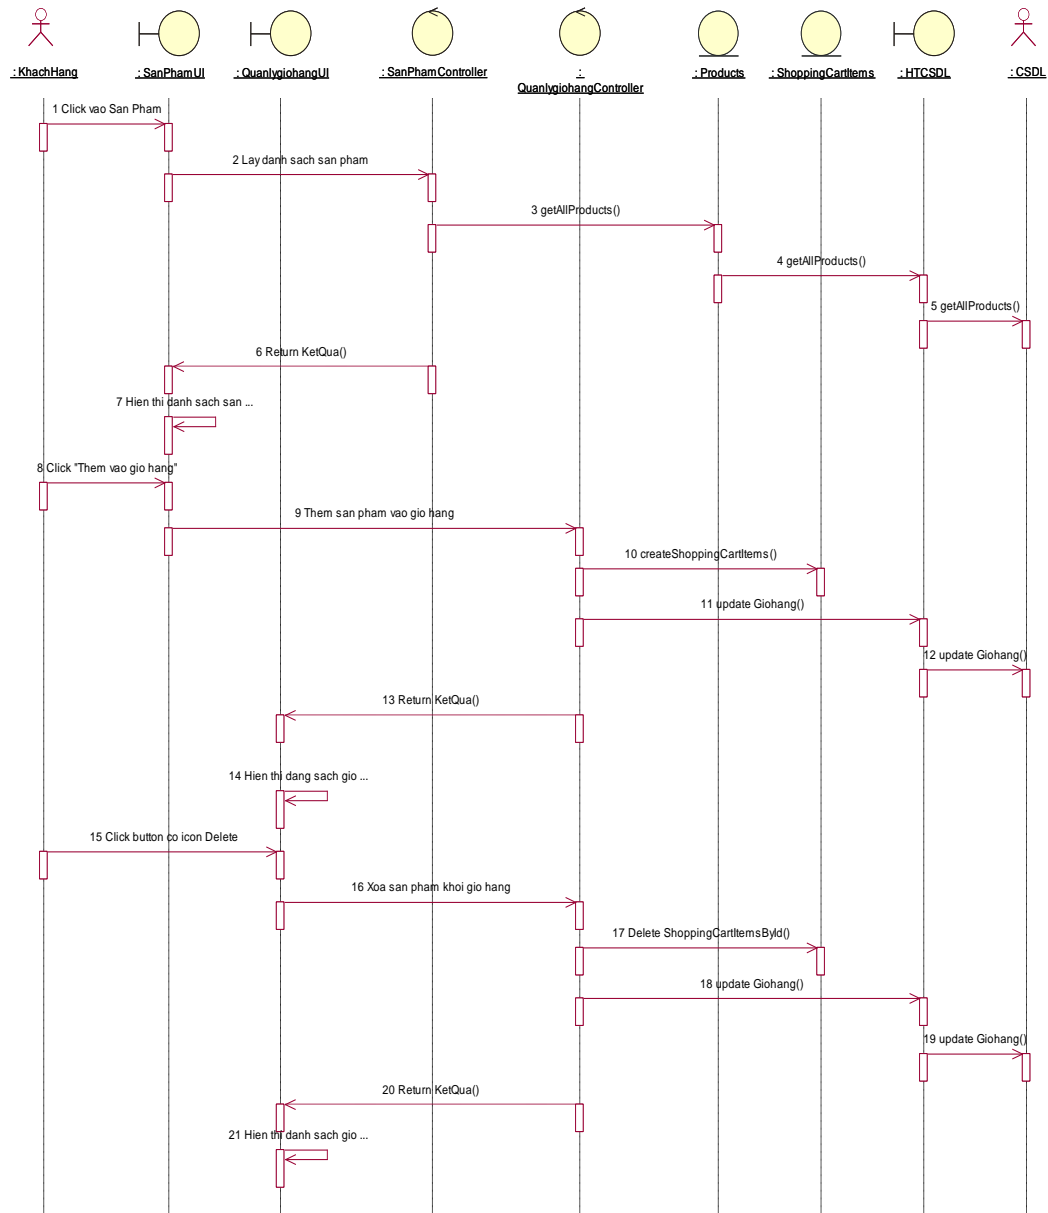 : KhachHang
: SanPhamUI
: QuanlygiohangUI
: SanPhamController
:
QuanlygiohangController
: Products
: ShoppingCartItems
: HTCSDL
: CSDL
1 Click vao San Pham
2 Lay danh sach san pham
3 getAllProducts()
4 getAllProducts()
5 getAllProducts()
6 Return KetQua()
7 Hien thi danh sach san ...
8 Click "Them vao gio hang"
9 Them san pham vao gio hang
10 createShoppingCartItems()
11 update Giohang()
12 update Giohang()
13 Return KetQua()
14 Hien thi dang sach gio ...
15 Click button co icon Delete
16 Xoa san pham khoi gio hang
17 Delete ShoppingCartItemsById()
18 update Giohang()
19 update Giohang()
20 Return KetQua()
21 Hien thi danh sach gio ...